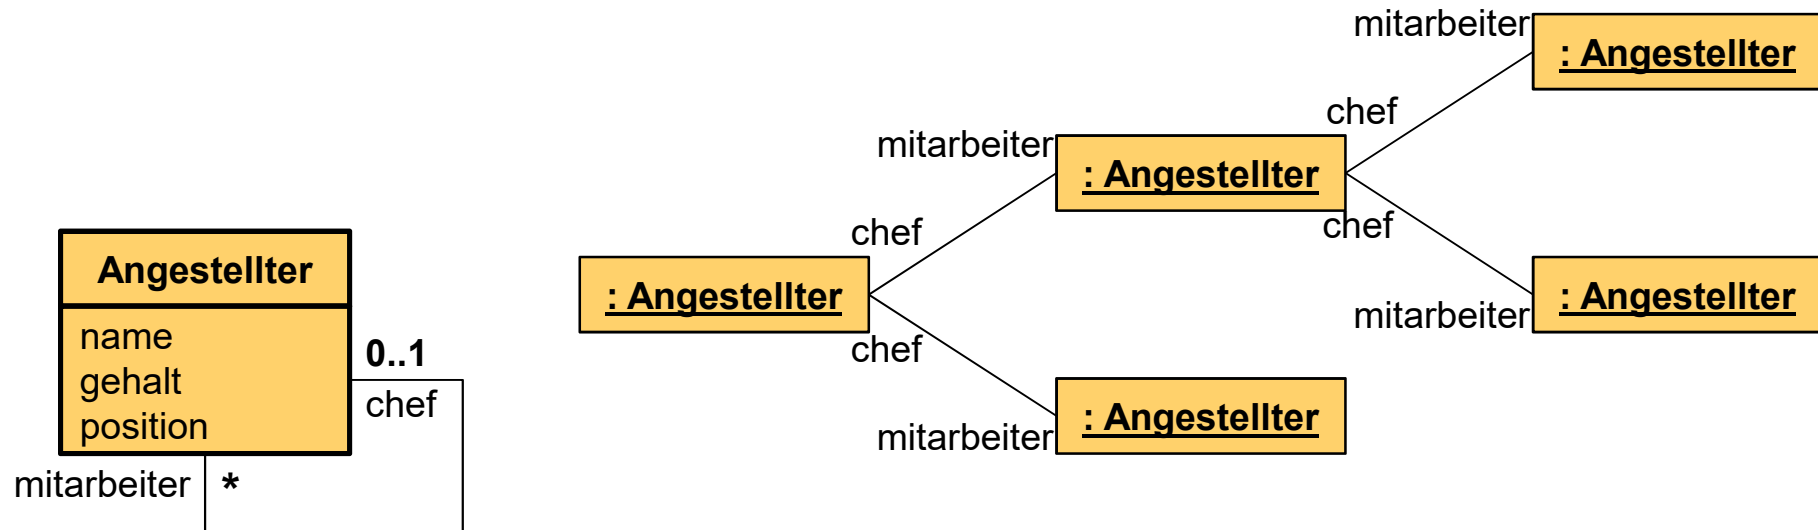 Angestellter
name
gehalt
position
0..1
chef
mitarbeiter
*
: Angestellter
chef
chef
mitarbeiter
: Angestellter
mitarbeiter
: Angestellter
chef
chef
mitarbeiter
: Angestellter
mitarbeiter
: Angestellter